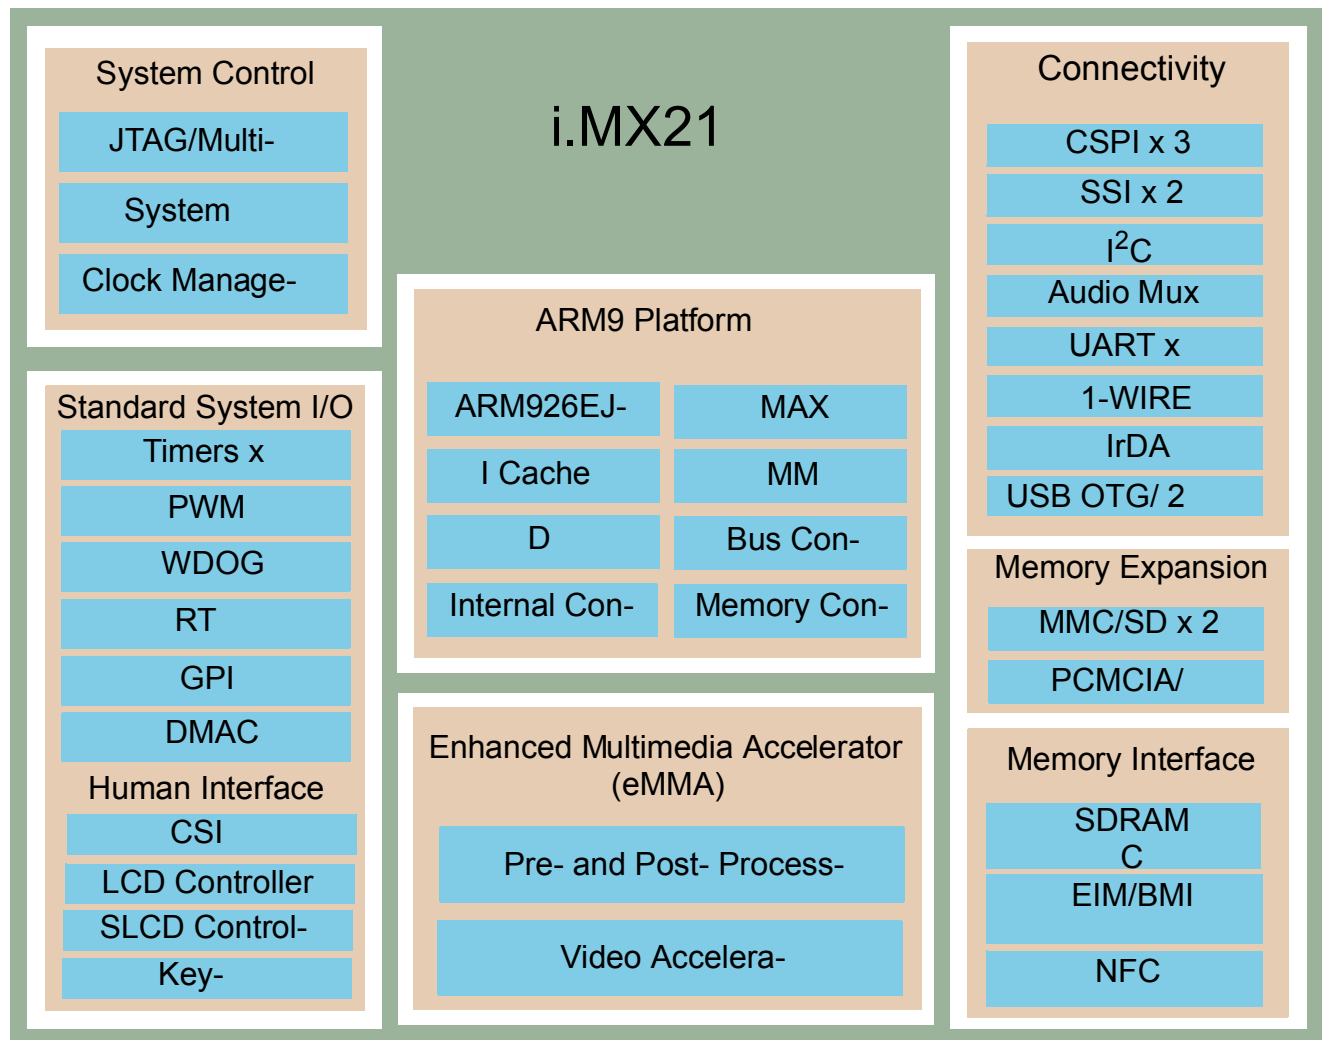 System Control
JTAG/Multi-
System
Clock Manage-
Standard System I/O
Timers x
PWM
WDOG
RT
GPI
DMAC
Human Interface
CSI
LCD Controller
SLCD Control-
Key-
i.MX21
ARM9 Platform
ARM926EJ-
MAX
I Cache
MM
D
Bus Con-
Internal Con-
Memory Con-
Enhanced Multimedia Accelerator
(eMMA)
Pre- and Post- Process-
Video Accelera-
Connectivity
CSPI x 3
SSI x 2
I²C
Audio Mux
UART x
1-WIRE
IrDA
USB OTG/ 2
Memory Expansion
MMC/SD x 2
PCMCIA/
Memory Interface
SDRAM
C
EIM/BMI
NFC